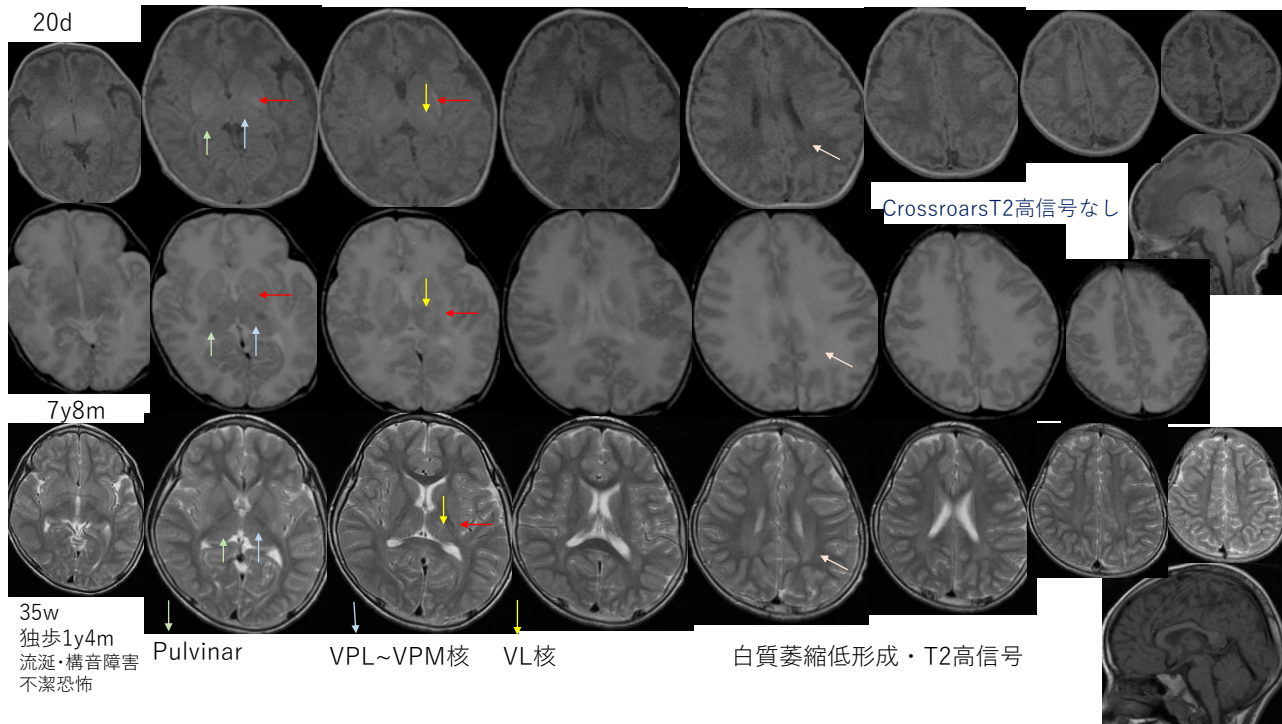 20d
CrossroarsT2高信号なし
7y8m
35w
独歩1y4m
流涎・構音障害
不潔恐怖
Pulvinar
VPL~VPM核
VL核
白質萎縮低形成・T2高信号